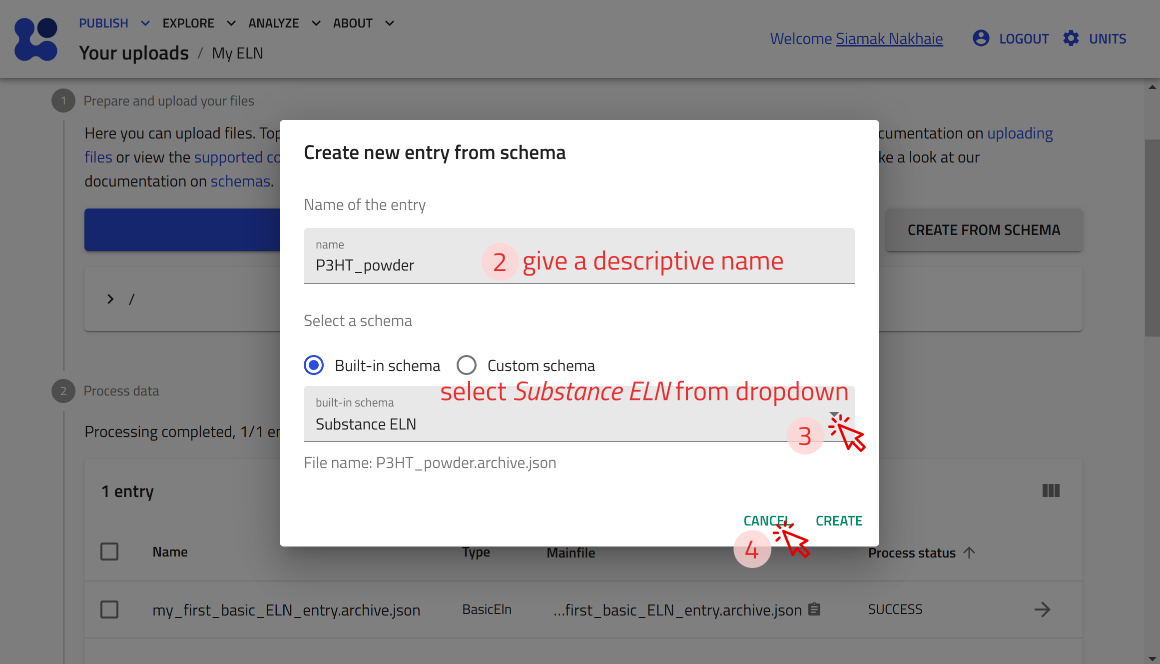 PUBLISH EXPLORE ANALYZE ABOUT
Your uploads / My ELN
Welcome Siamak Nakhaie LOGOUT UNITS
1 Prepare and upload your files
Here you can upload files. Top
cumentation on uploading
files or view the supported co
ke a look at our
documentation on schemas.
CREATE FROM SCHEMA
/
2 Process data
Processing completed, 1/1 en
1 entry
Name Type Mainfile Process status
my_first_basic_ELN_entry.archive.json BasicEln ...first_basic_ELN_entry.archive.json SUCCESS
Create new entry from schema
Name of the entry
name
P3HT_powder
2 give a descriptive name
Select a schema
Built-in schema Custom schema
select Substance ELN from dropdown
built-in schema
Substance ELN
3
File name: P3HT_powder.archive.json
CANCEL CREATE
4